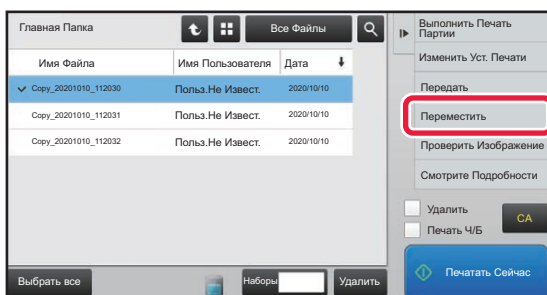 Главная Папка
Все Файлы
Имя Файла Имя Пользователя Дата
Copy_20201010_112030 Польз.Не Извест. 2020/10/10
Copy_20201010_112031 Польз.Не Извест. 2020/10/10
Copy_20201010_112032 Польз.Не Извест. 2020/10/10
Выбрать все
Наборы
Удалить
Выполнить Печать
Партии
Изменить Уст. Печати
Передать
Переместить
Проверить Изображение
Смотрите Подробности
Удалить
Печать Ч/Б
CA
Печатать Сейчас